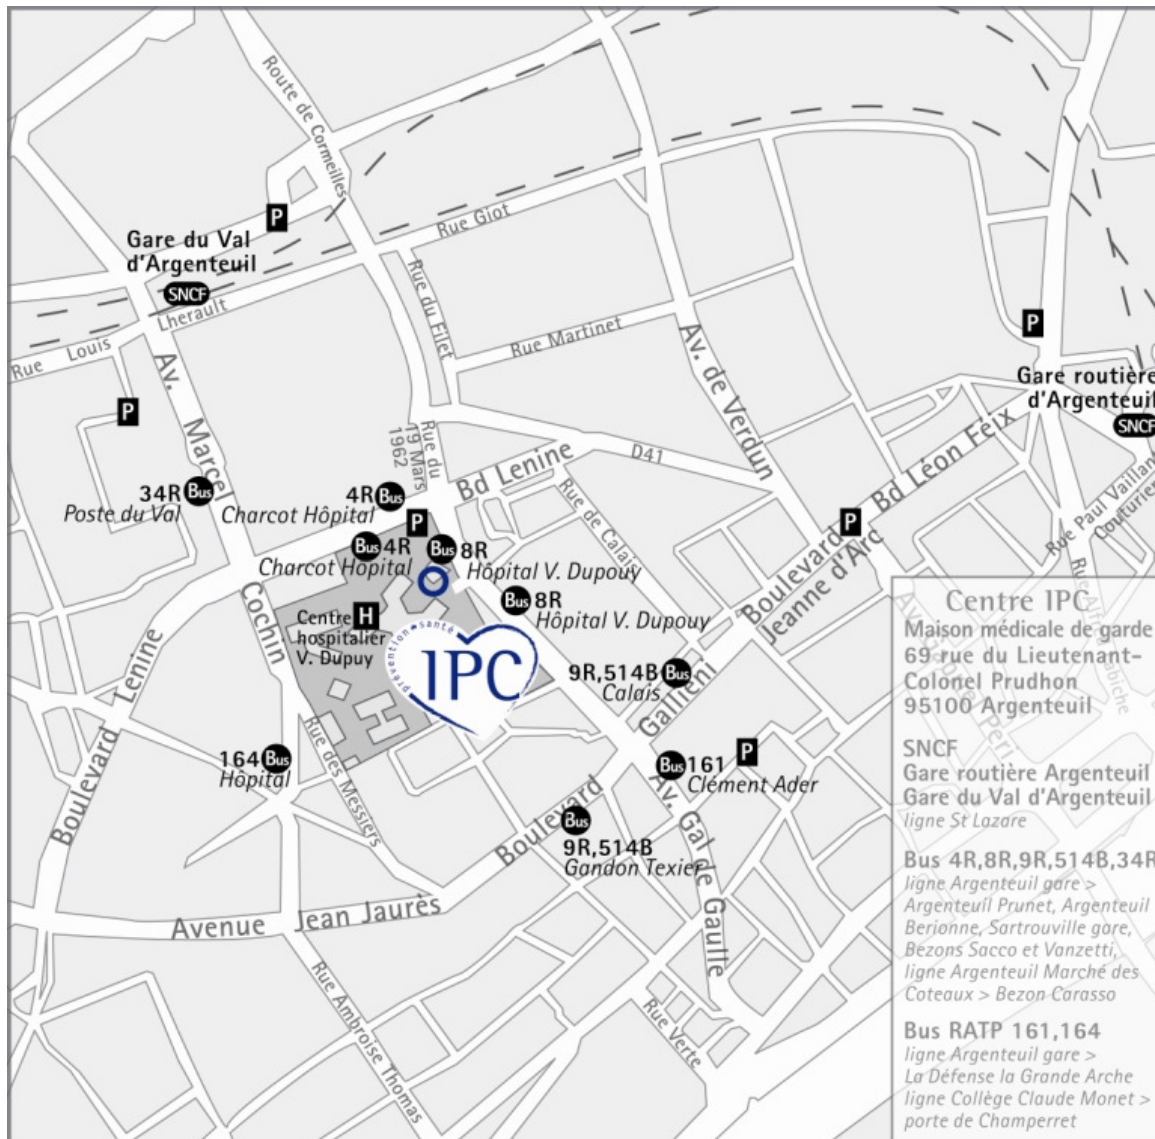 Route de Cormeilles
P
Rue Giot
Gare du Val
d'Argenteuil
SNCF
Lherault
Rue Louis
Rue du Filet
Rue Martinet
Av. de Verdun
P
Gare routière
d'Argenteuil
SNCF
P
Av. Marcel Cochin
Rue du
19 Mars
1962
Bd Lenine
D41
Bd Léon Feix
34R Bus
Poste du Val
4R Bus
Charcot Hôpital
P
Bus 4R
Charcot Hopital
Bus 8R
Hôpital V. Dupouy
Bus 8R
Hôpital V. Dupouy
Rue de Calais
P
Boulevard
Jeanne d'Arc
Rue Paul Vaillant
Couturier
H
Centre
hospitalier
V. Dupuy
prévention santé
IPC
9R,514B Bus
Calais
Gallieni
Boulevard Lenine
164 Bus
Hôpital
Rue des Messiers
Bus 161
Clément Ader
P
Boulevard
Bus
9R,514B
Gandon Texier
Av. Gal de Gaulle
Avenue Jean Jaurès
Rue Ambroise Thomas
Rue Verte
Centre IPC
Maison médicale de garde
69 rue du Lieutenant-
Colonel Prudhon
95100 Argenteuil
SNCF
Gare routière Argenteuil
Gare du Val d'Argenteuil
ligne St Lazare
Bus 4R,8R,9R,514B,34R
ligne Argenteuil gare >
Argenteuil Prunet, Argenteuil
Berionne, Sartrouville gare,
Bezons Sacco et Vanzetti,
ligne Argenteuil Marché des
Coteaux > Bezon Carasso
Bus RATP 161,164
ligne Argenteuil gare >
La Défense la Grande Arche
ligne Collège Claude Monet >
porte de Champerret